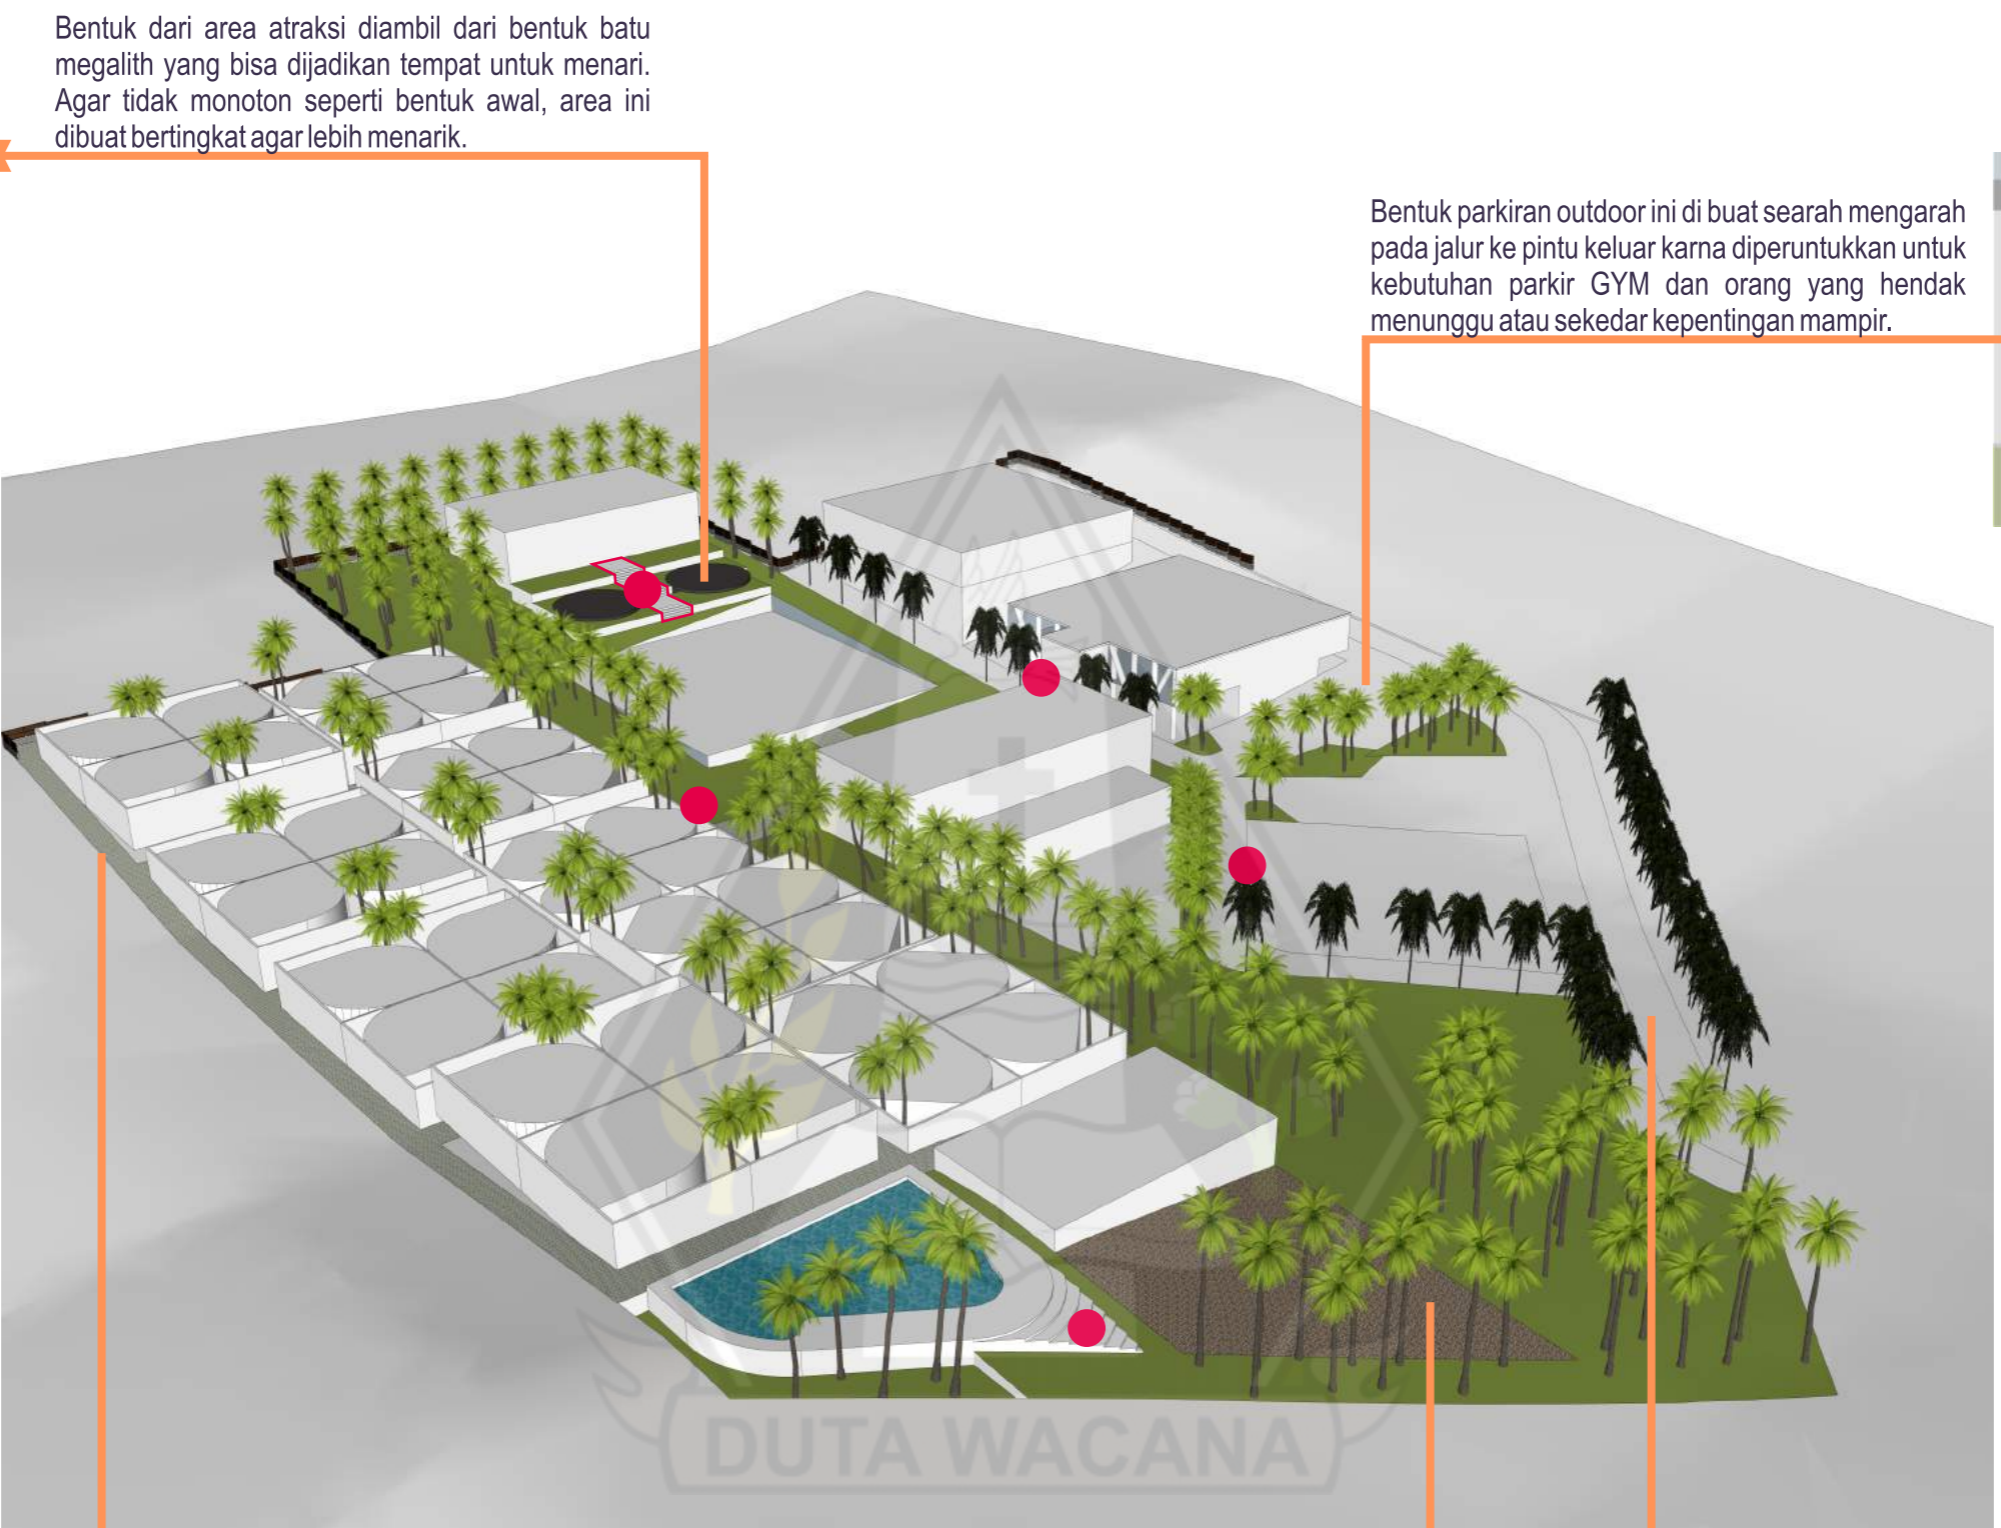 Bentuk dari area atraksi diambil dari bentuk batu
megalith yang bisa dijadikan tempat untuk menari.
Agar tidak monoton seperti bentuk awal, area ini
dibuat bertingkat agar lebih menarik.
Bentuk parkiran outdoor ini di buat searah mengarah
pada jalur ke pintu keluar karna diperuntukkan untuk
kebutuhan parkir GYM dan orang yang hendak
menunggu atau sekedar kepentingan mampir.
DUTA WACANA